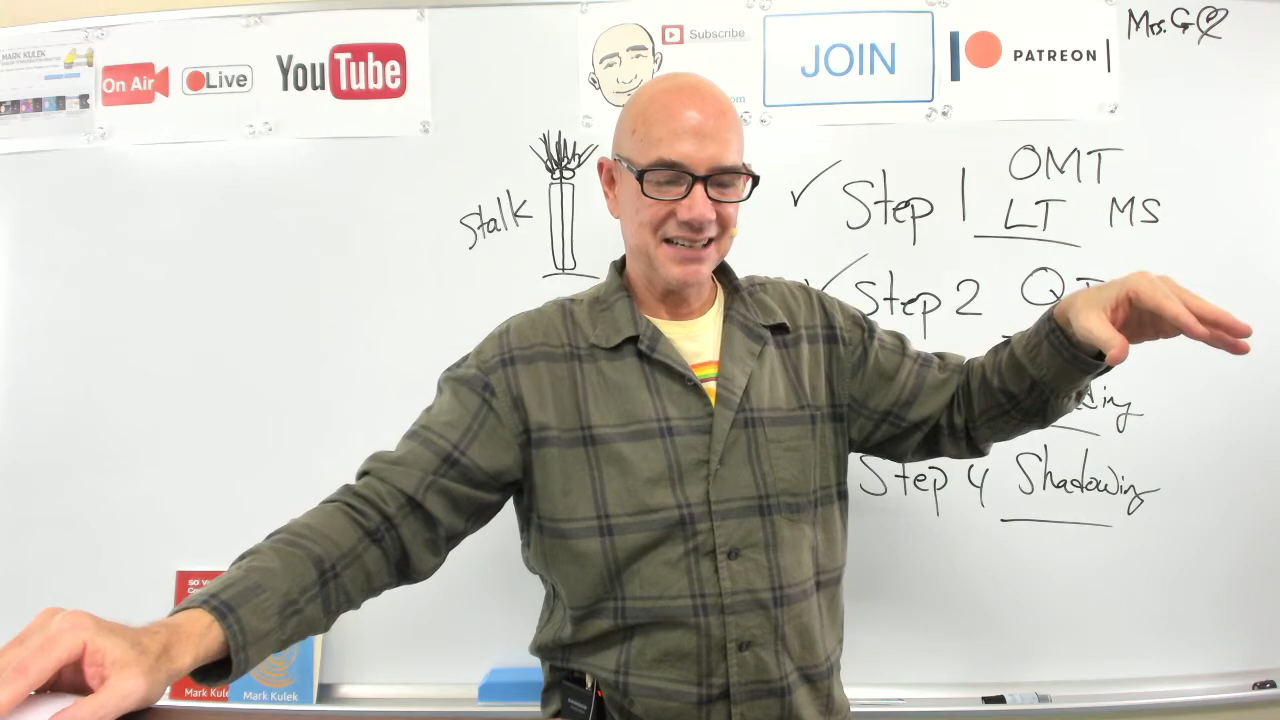 MARK KULEK
On Air
Live
YouTube
Subscribe
JOIN
PATREON
Mrs. G
Stalk
Step 1
OMT
LT MS
Step 2 Q
Step 4 Shadowing
Mark Kulek